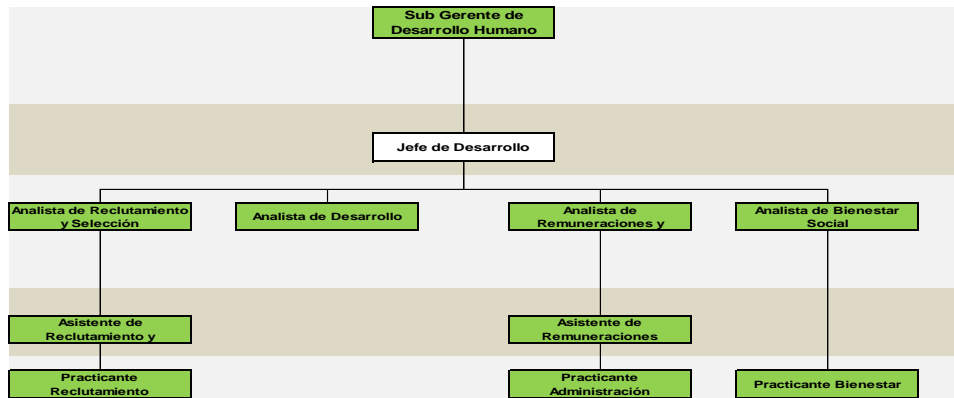 Sub Gerente de
Desarrollo Humano
Jefe de Desarrollo
Analista de Reclutamiento
y Selección
Analista de Desarrollo
Analista de
Remuneraciones y
Analista de Bienestar
Social
Asistente de
Reclutamiento y
Asistente de
Remuneraciones
Practicante
Reclutamiento
Practicante
Administración
Practicante Bienestar